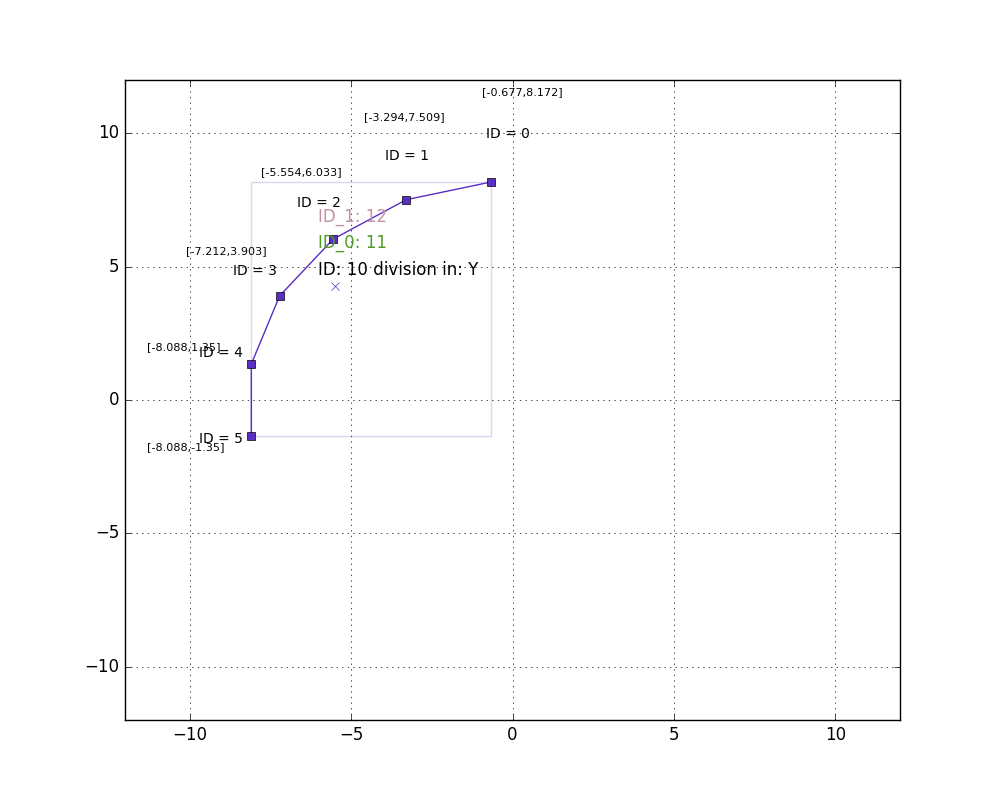 [-0.677,8.172]
[-3.294,7.509]
10
ID = 0
ID = 1
[-5.554,6.033]
ID = 2
ID_1: 12
ID_0: 11
[-7.212,3.903]
ID = 3
5
ID: 10 division in: Y
[-8.088,1.35]
ID = 4
0
ID = 5
[-8.088,-1.35]
−5
−10
−10
−5
0
5
10